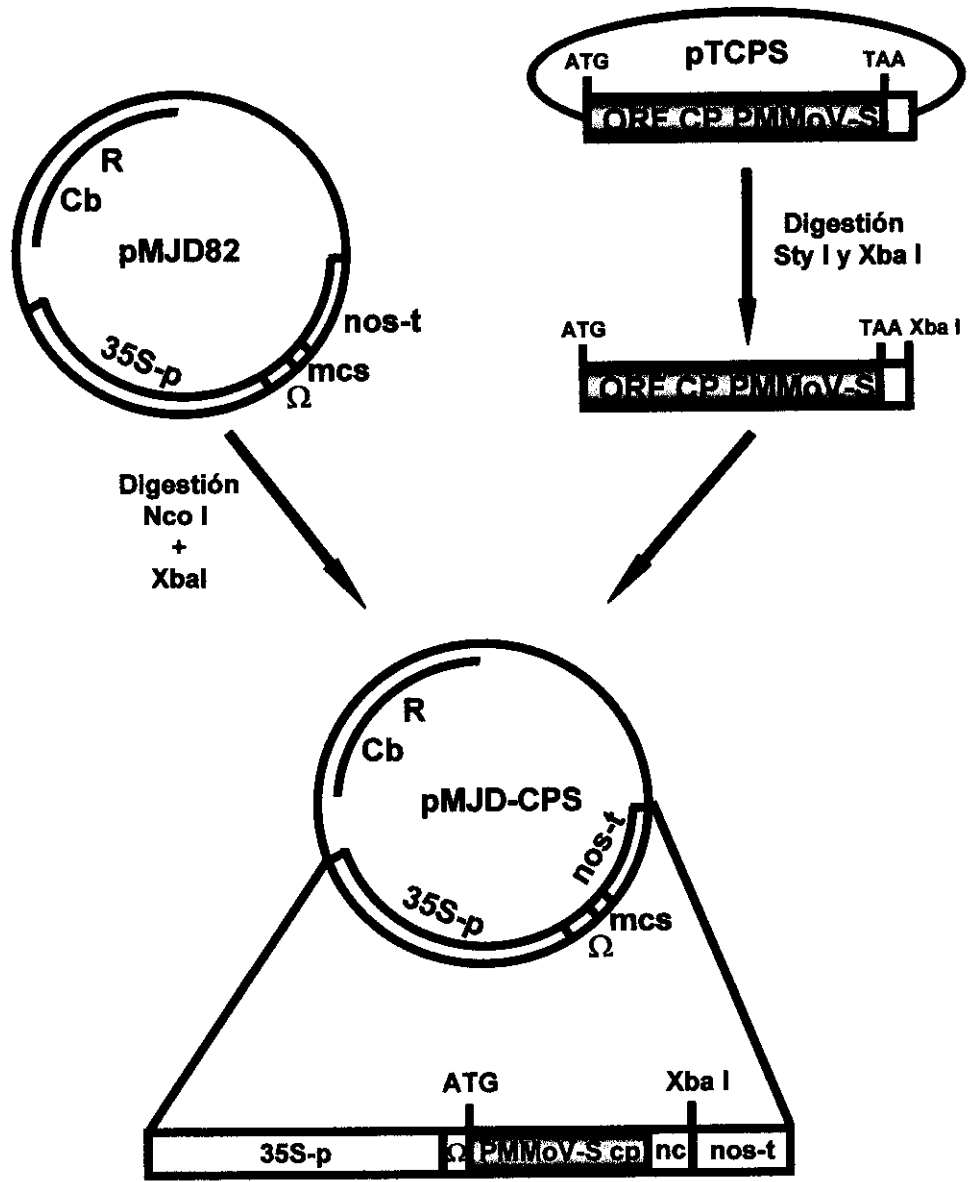 pTCPS
ATG
TAA
ORF CP PMMoV-S
R
Cb
pMJD82
35S-p
Ω
mcs
nos-t
Digestión
Sty I y Xba I
ATG
TAA Xba I
ORF CP PMMoV-S
Digestión
Nco I
+
XbaI
R
Cb
pMJD-CPS
35S-p
Ω
mcs
nos-t
ATG
Xba I
35S-p
Ω
PMMoV-S cp
nc
nos-t